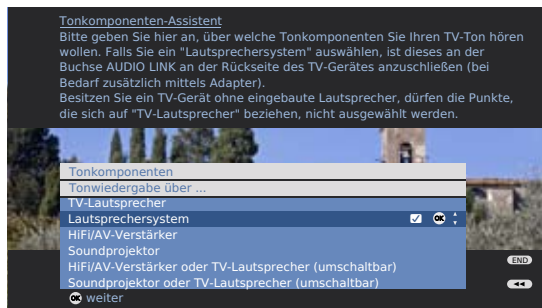 Tonkomponenten-Assistent
Bitte geben Sie hier an, über welche Tonkomponenten Sie Ihren TV-Ton hören
wollen. Falls Sie ein "Lautsprechersystem" auswählen, ist dieses an der
Buchse AUDIO LINK an der Rückseite des TV-Gerätes anzuschließen (bei
Bedarf zusätzlich mittels Adapter).
Besitzen Sie ein TV-Gerät ohne eingebaute Lautsprecher, dürfen die Punkte,
die sich auf "TV-Lautsprecher" beziehen, nicht ausgewählt werden.
Tonkomponenten
Tonwiedergabe über ...
TV-Lautsprecher
Lautsprechersystem OK
HiFi/AV-Verstärker
Soundprojektor
HiFi/AV-Verstärker oder TV-Lautsprecher (umschaltbar)
END
Soundprojektor oder TV-Lautsprecher (umschaltbar)
OK weiter